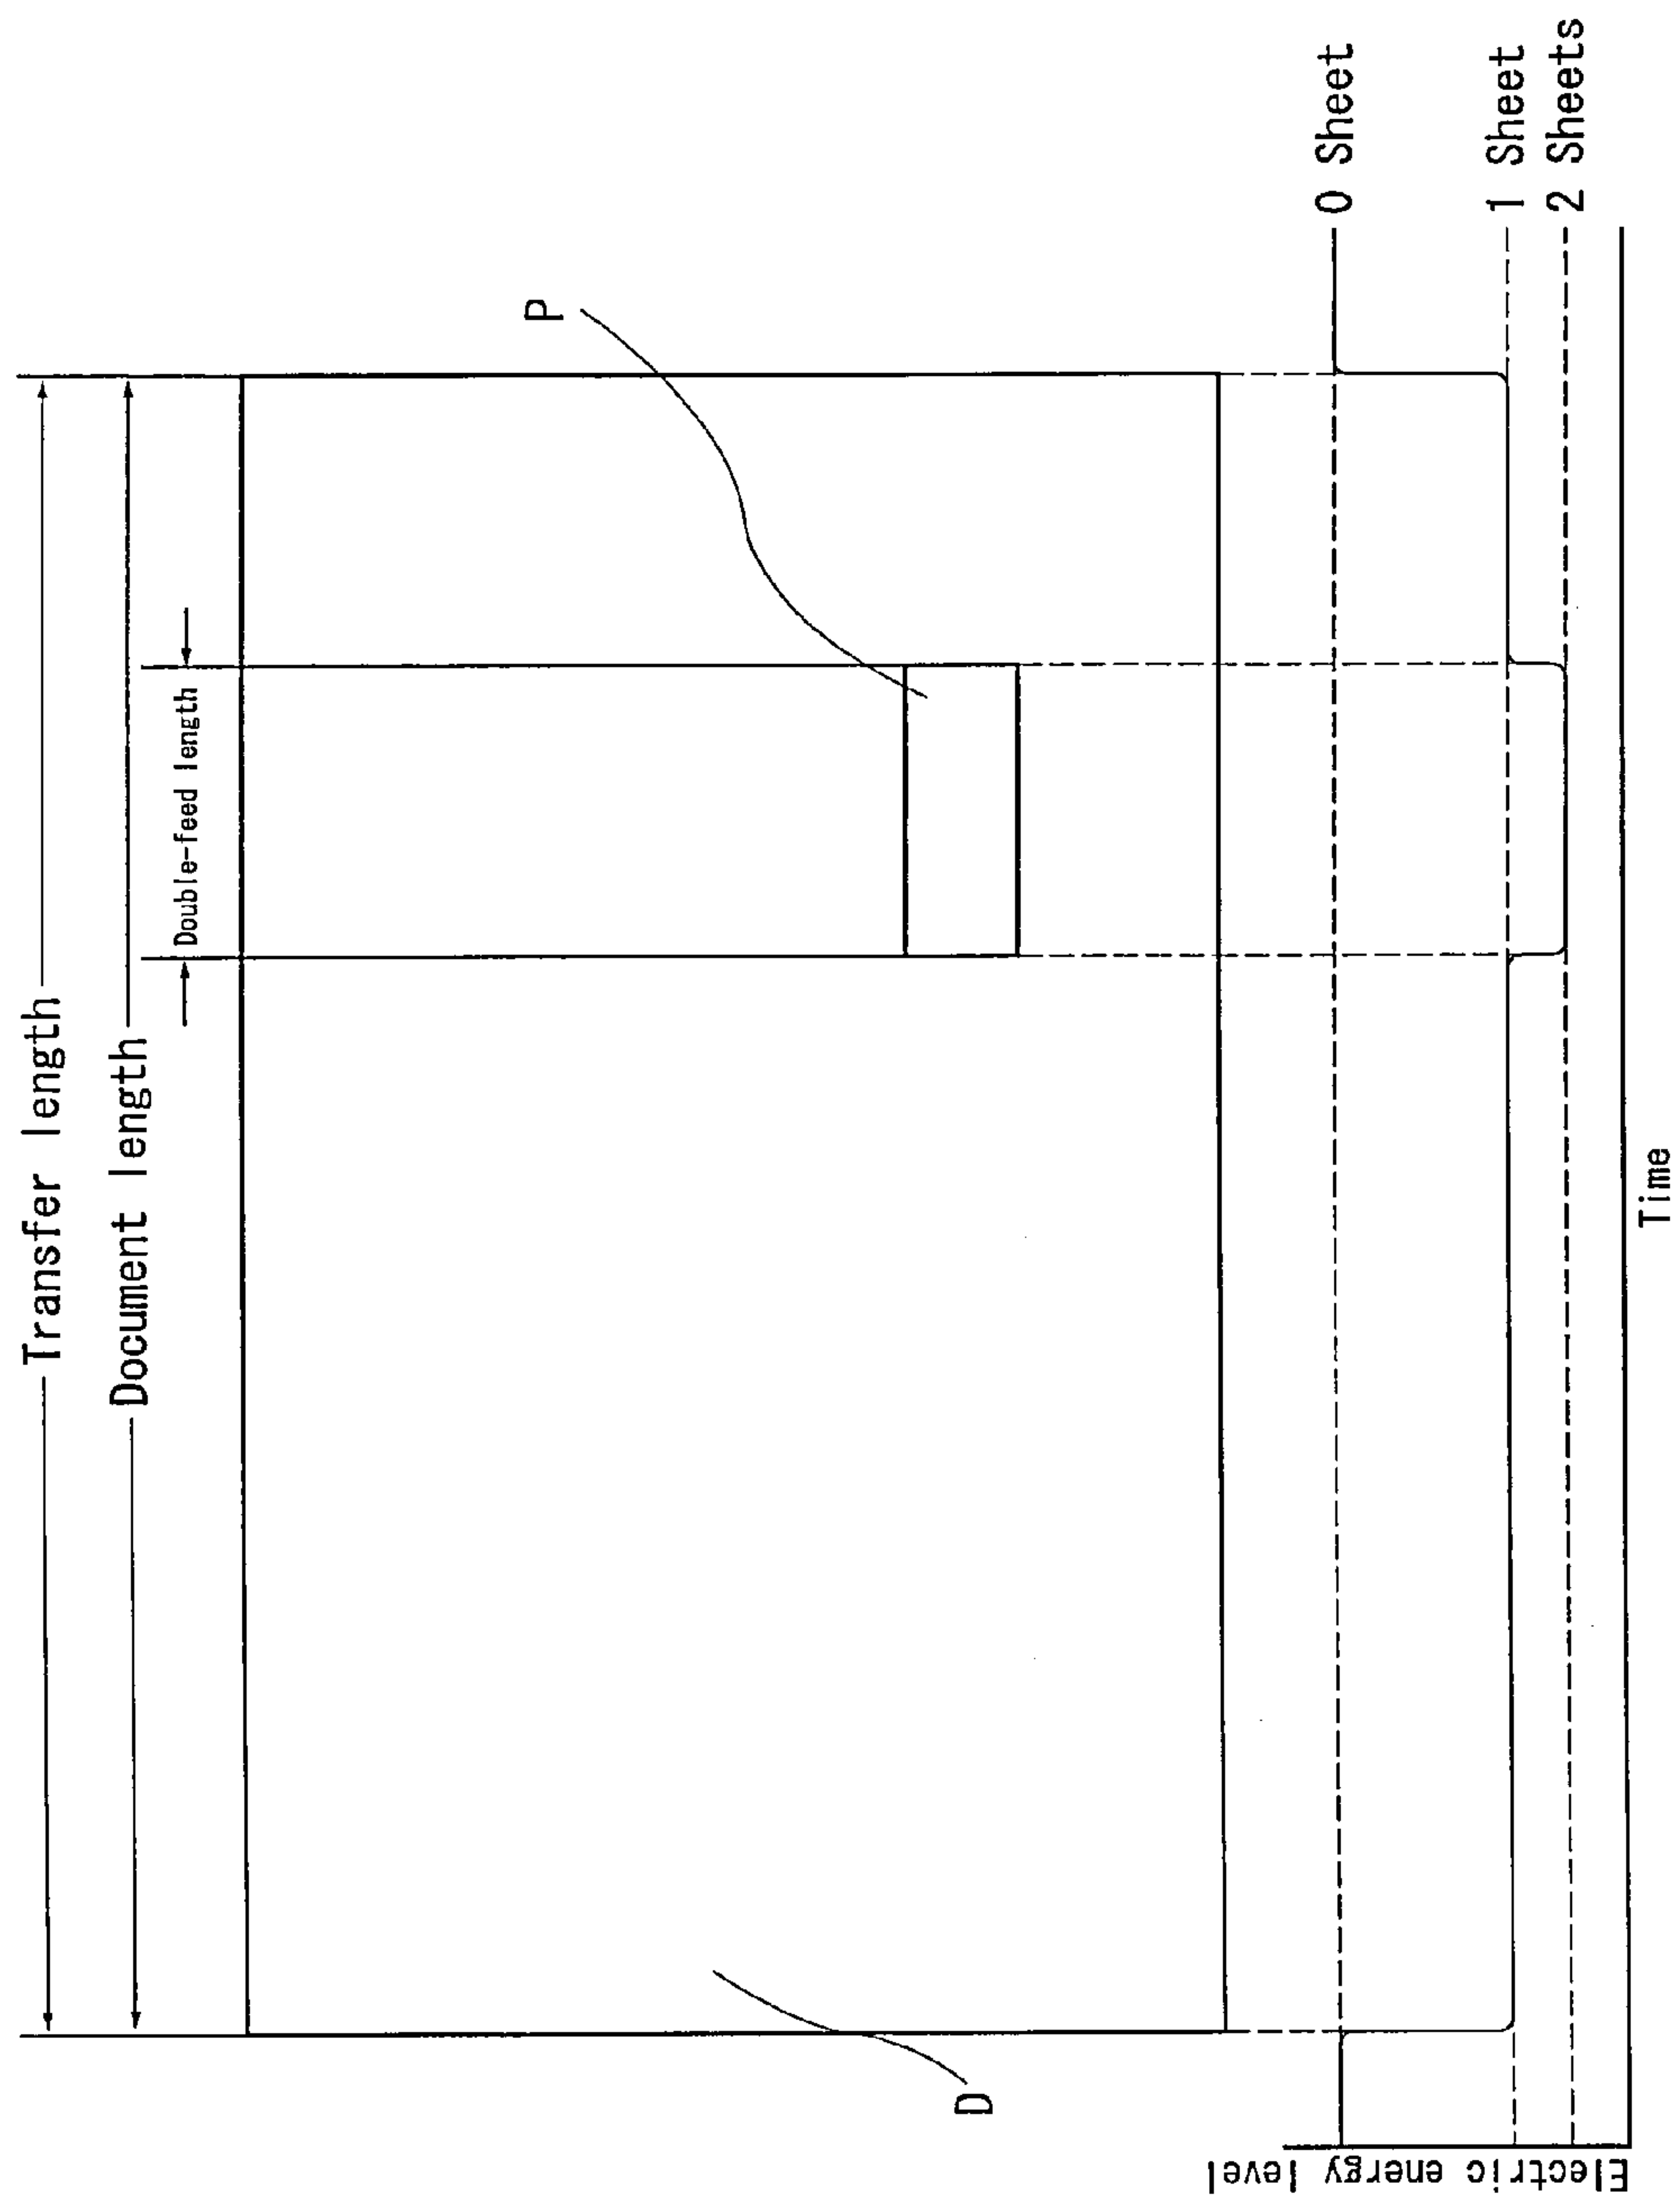 Transfer length
Document length
Double-feed length
P
D
0 Sheet
1 Sheet
2 Sheets
Electric energy level
Time